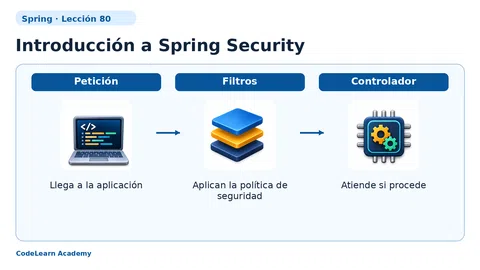 Spring · Lección 80
Introducción a Spring Security
Petición
Filtros
Controlador
</>
Llega a la aplicación
Aplican la política de
seguridad
Atiende si procede
CodeLearn Academy